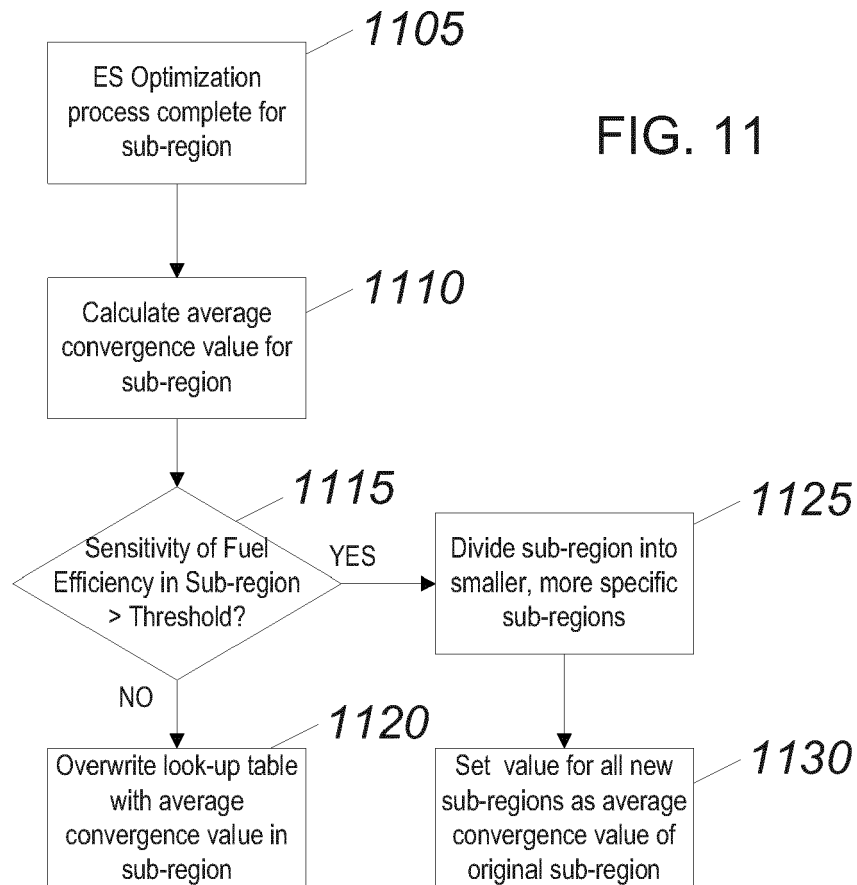 1105
ES Optimization
process complete for
sub-region
FIG. 11
1110
Calculate average
convergence value for
sub-region
1115
Sensitivity of Fuel
Efficiency in Sub-region
> Threshold?
YES
1125
Divide sub-region into
smaller, more specific
sub-regions
NO
1120
Overwrite look-up table
with average
convergence value in
sub-region
1130
Set value for all new
sub-regions as average
convergence value of
original sub-region